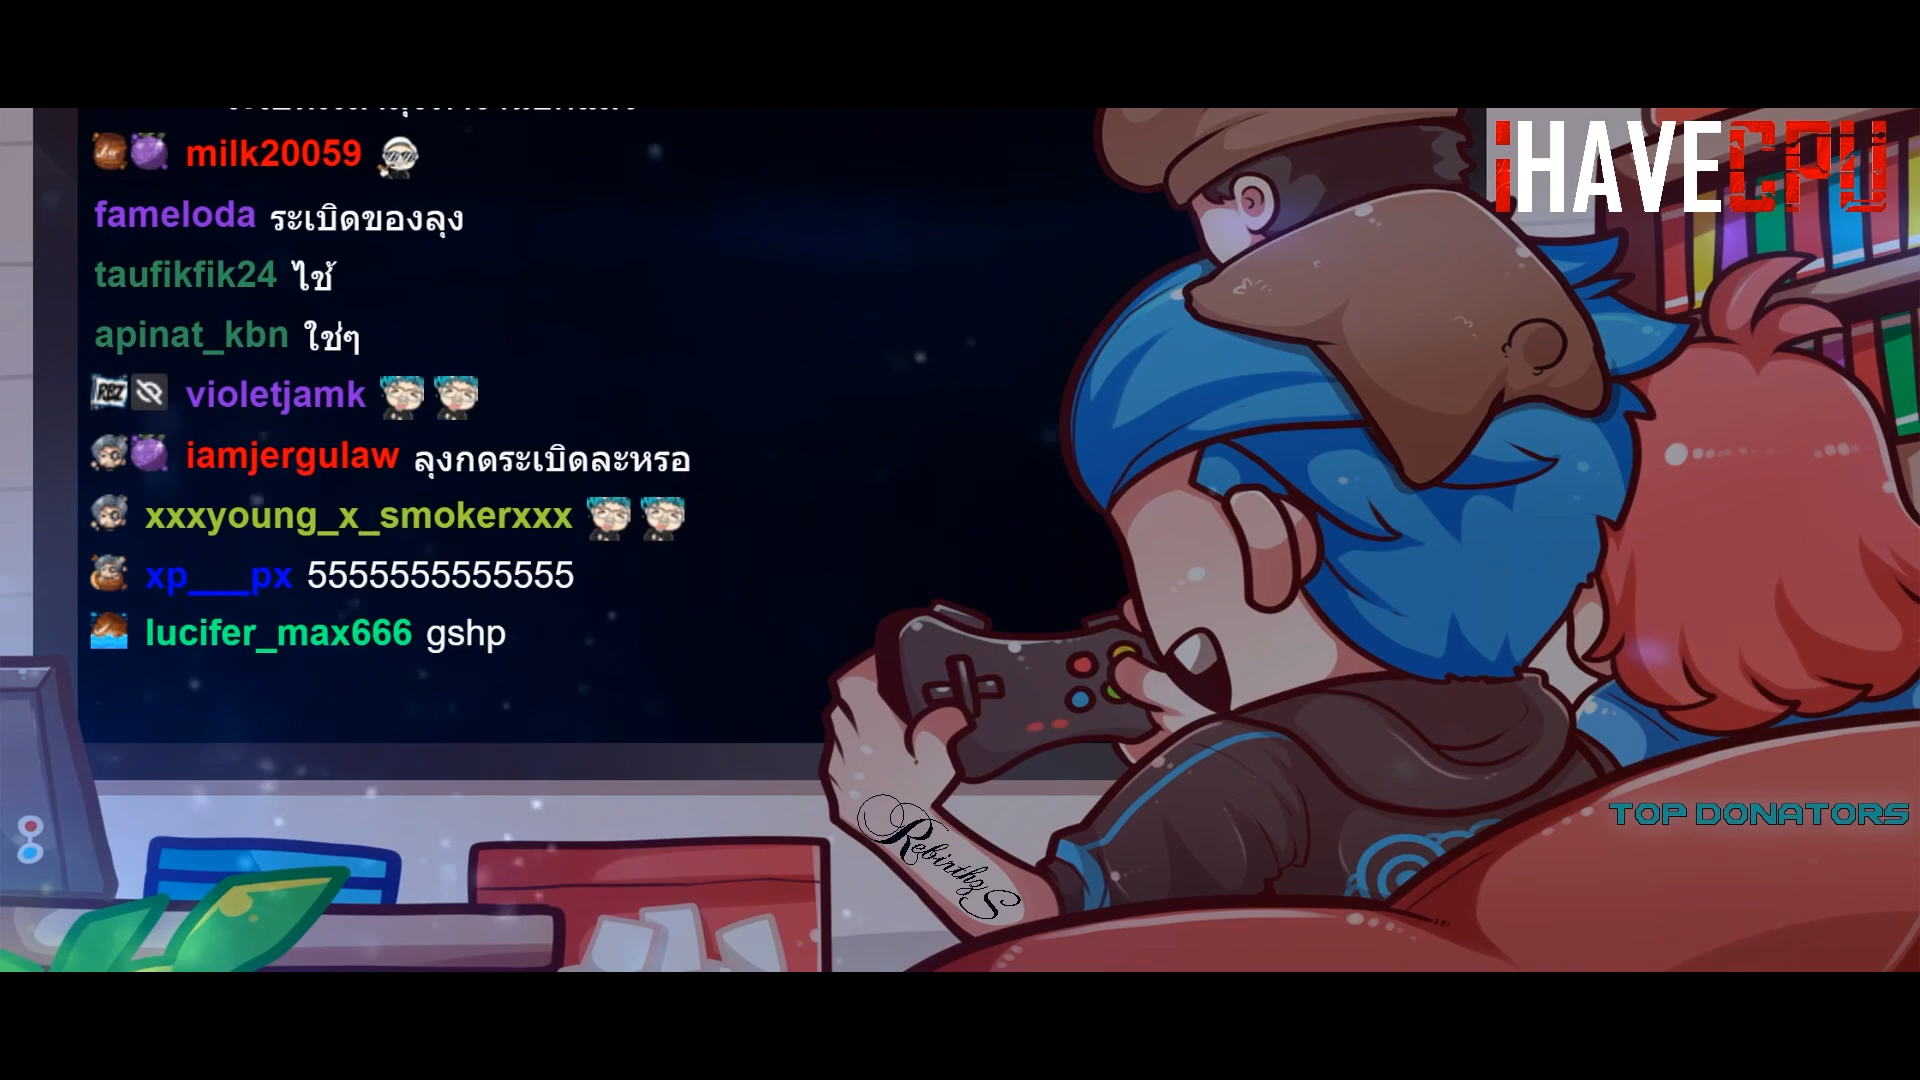 milk20059
fameloda ระเบิดของลุง
taufikfik24 ไช้
apinat_kbn ใช่ๆ
violetjamk
iamjergulaw ลุงกดระเบิดละหรอ
xxxyoung_x_smokerxxx
xp___px 5555555555555
lucifer_max666 gshp
iHAVECPU
RBZ
TOP DONATORS
RebirthzS